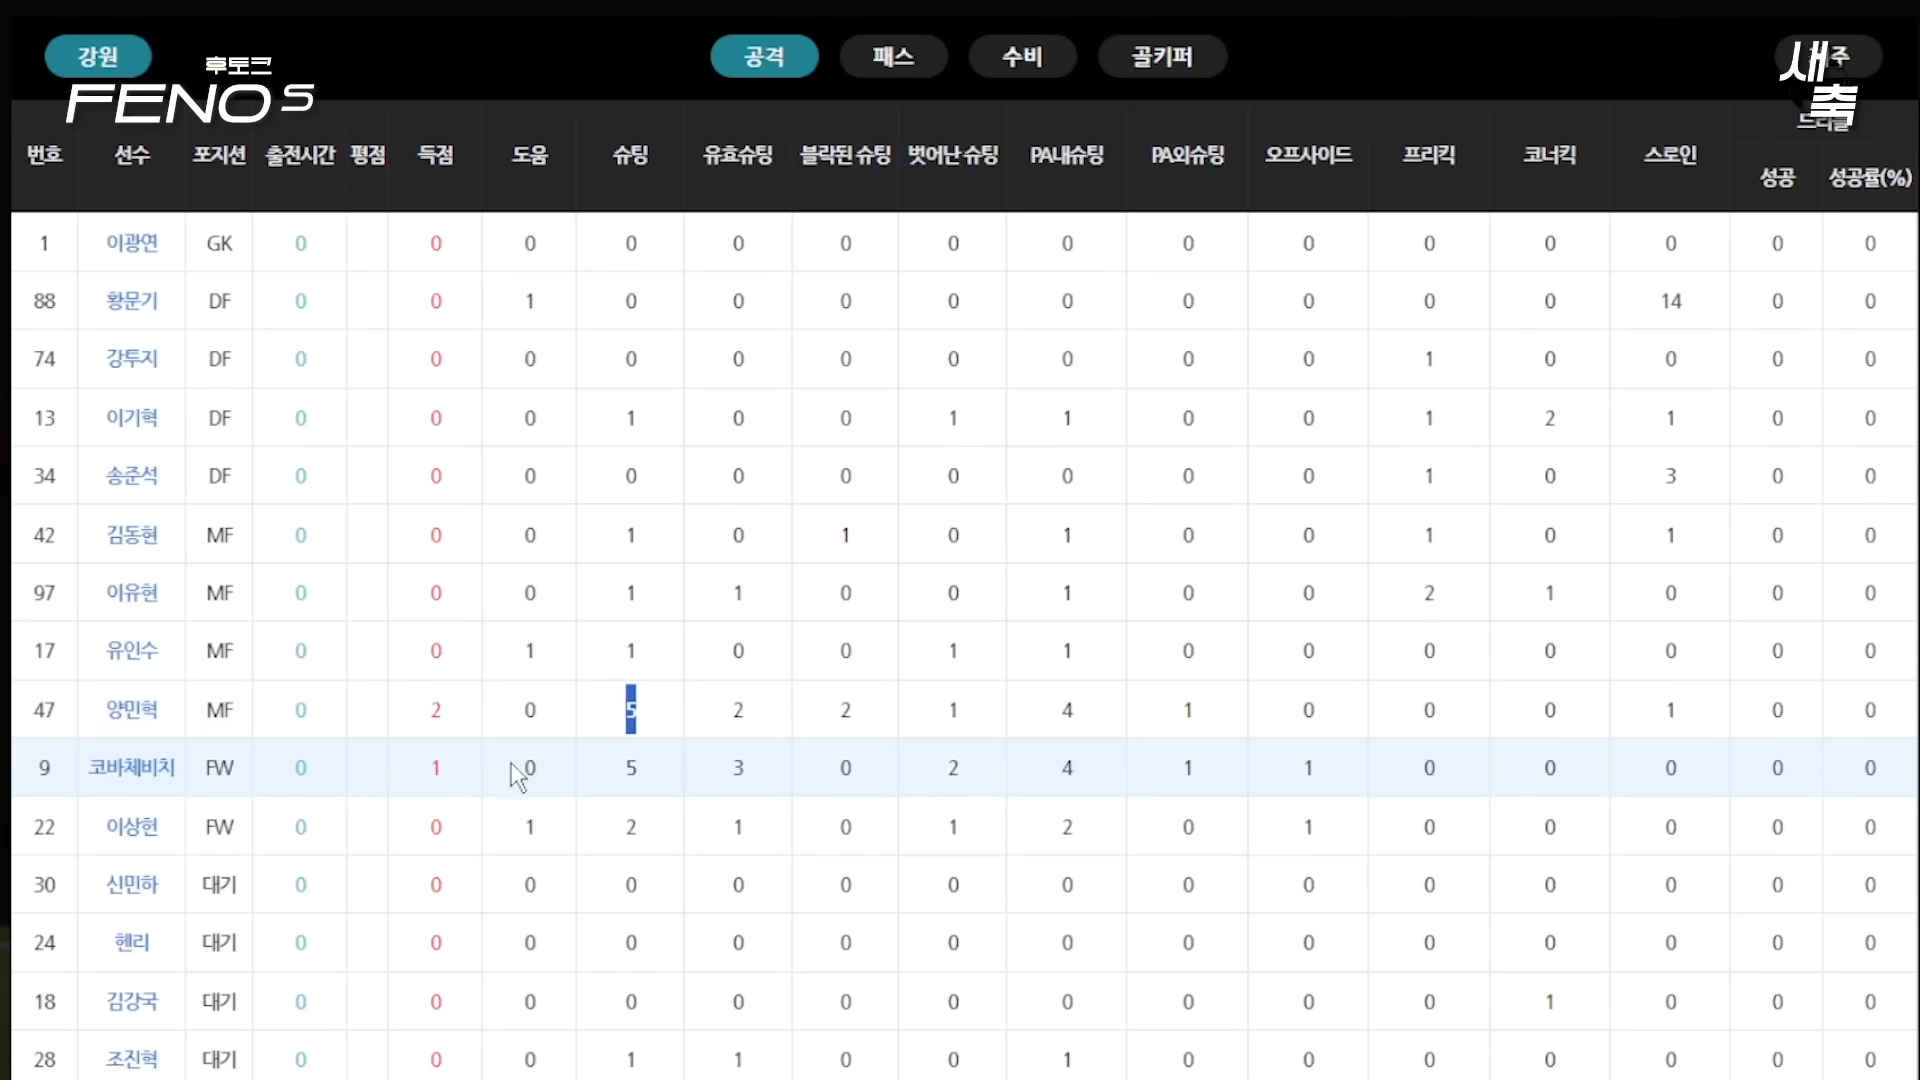 강원 공격 패스 수비 골키퍼
후토크
FENO S
새축
드리블
번호 선수 포지션 출전시간 평점 득점 도움 슈팅 유효슈팅 블락된 슈팅 벗어난 슈팅 PA내슈팅 PA외슈팅 오프사이드 프리킥 코너킥 스로인 성공 성공률(%)
1 이광연 GK 0 0 0 0 0 0 0 0 0 0 0 0 0 0 0
88 황문기 DF 0 0 1 0 0 0 0 0 0 0 0 0 14 0 0
74 강투지 DF 0 0 0 0 0 0 0 0 0 0 1 0 0 0 0
13 이기혁 DF 0 0 0 1 0 0 1 1 0 0 1 2 1 0 0
34 송준석 DF 0 0 0 0 0 0 0 0 0 0 1 0 3 0 0
42 김동현 MF 0 0 0 1 0 1 0 1 0 0 1 0 1 0 0
97 이유현 MF 0 0 0 1 1 0 0 1 0 0 2 1 0 0 0
17 유인수 MF 0 0 1 1 0 0 1 1 0 0 0 0 0 0 0
47 양민혁 MF 0 2 0 5 2 2 1 4 1 0 0 0 1 0 0
9 코바체비치 FW 0 1 0 5 3 0 2 4 1 1 0 0 0 0 0
22 이상헌 FW 0 0 1 2 1 0 1 2 0 1 0 0 0 0 0
30 신민하 대기 0 0 0 0 0 0 0 0 0 0 0 0 0 0 0
24 헨리 대기 0 0 0 0 0 0 0 0 0 0 0 0 0 0 0
18 김강국 대기 0 0 0 0 0 0 0 0 0 0 0 1 0 0 0
28 조진혁 대기 0 0 0 1 1 0 0 1 0 0 0 0 0 0 0